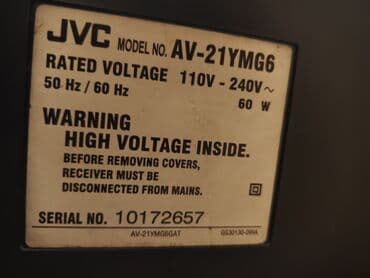 JVC MODEL NO. AV-21YMG6
RATED VOLTAGE 110V - 240V~
50 Hz / 60 Hz 60 W
WARNING
HIGH VOLTAGE INSIDE.
BEFORE REMOVING COVERS,
RECEIVER MUST BE
DISCONNECTED FROM MAINS.
SERIAL NO. 10172657
AV-21YMG6GAT